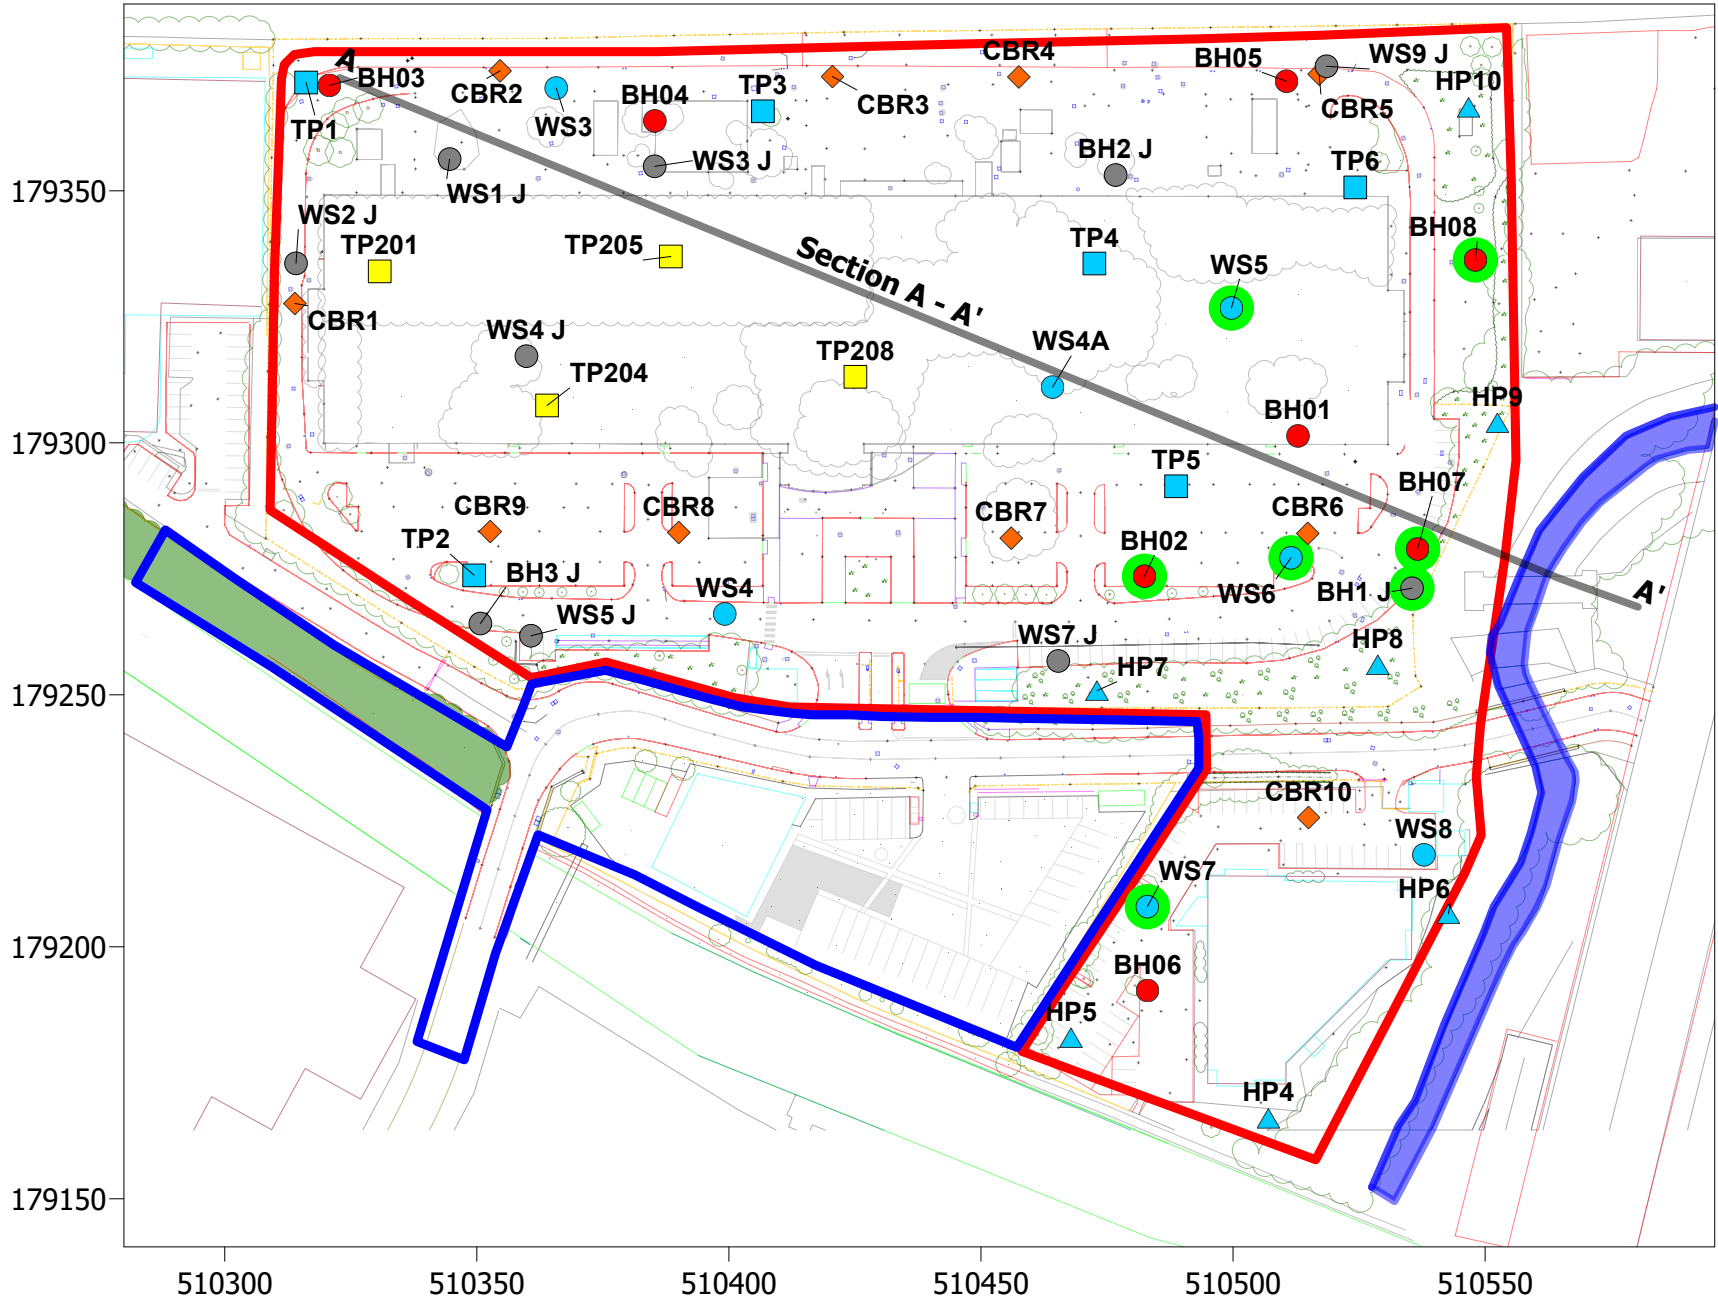 CBR4
BH05
WS9 J
A
BH03
CBR2
BH04
TP3
CBR3
CBR5
HP10
TP1
WS3
WS3 J
BH2 J
TP6
WS1 J
179350
WS2 J
TP201
TP205
TP4
WS5
BH08
Section A - A'
CBR1
WS4 J
WS4A
TP208
TP204
BH01
HP9
179300
TP5
BH07
CBR9
CBR8
CBR7
CBR6
TP2
BH3 J
BH02
WS4
WS6
BH1 J
A'
WS5 J
WS7 J
HP8
HP7
179250
CBR10
WS8
WS7
HP6
179200
BH06
HP5
HP4
179150
510300
510350
510400
510450
510500
510550